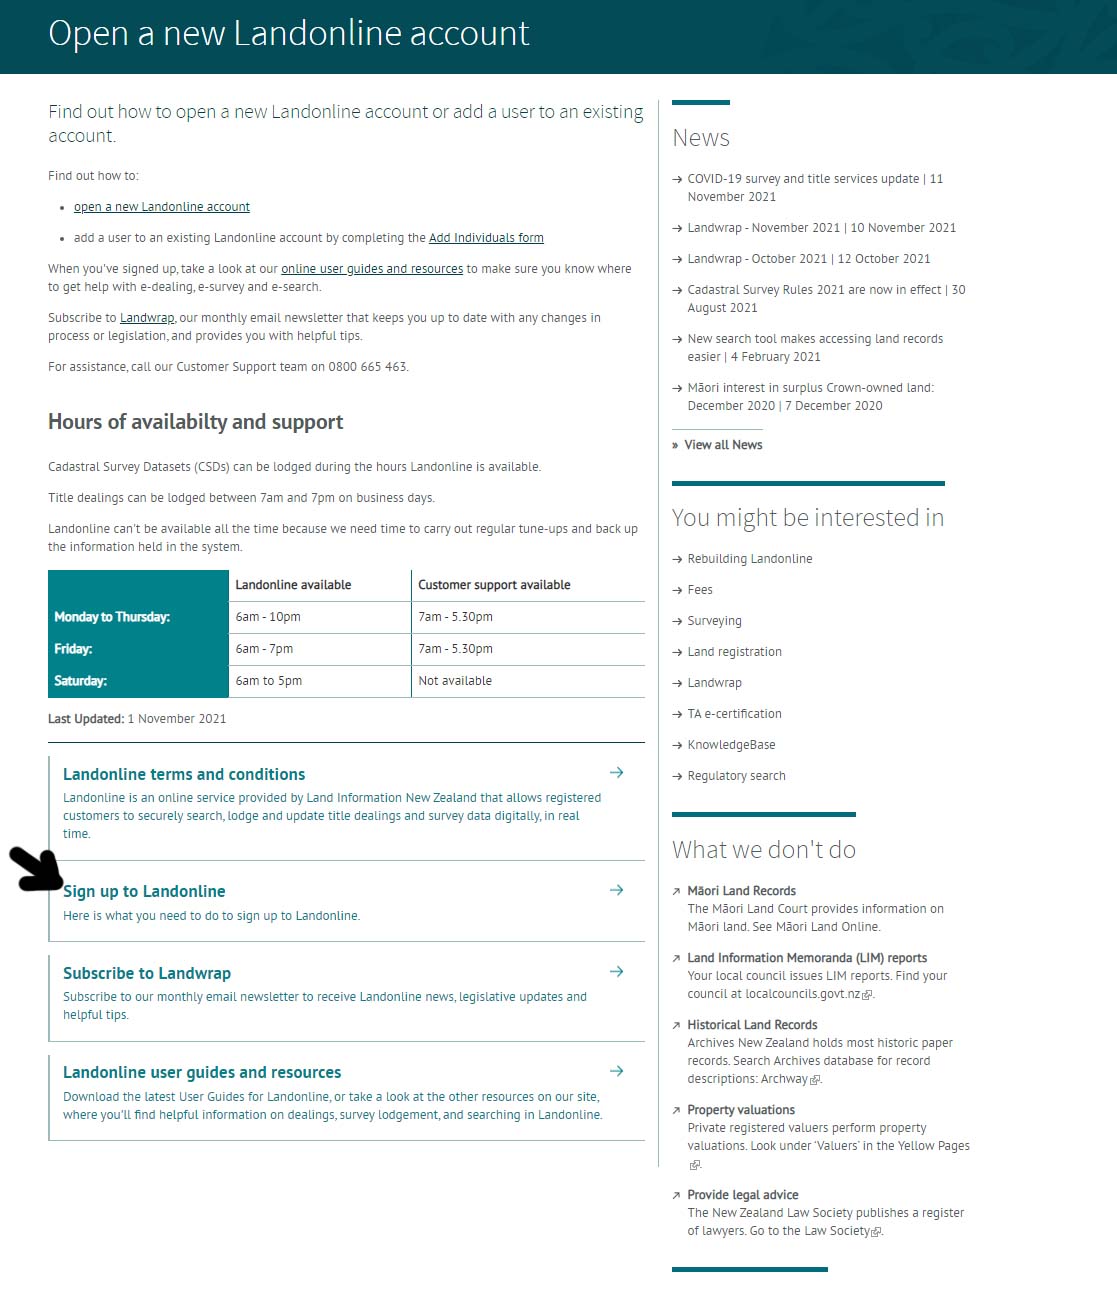 Open a new Landonline account
Find out how to open a new Landonline account or add a user to an existing
account.
Find out how to:
• open a new Landonline account
• add a user to an existing Landonline account by completing the Add Individuals form
When you've signed up, take a look at our online user guides and resources to make sure you know where
to get help with e-dealing, e-survey and e-search.
Subscribe to Landwrap, our monthly email newsletter that keeps you up to date with any changes in
process or legislation, and provides you with helpful tips.
For assistance, call our Customer Support team on 0800 665 463.
Hours of availabilty and support
Cadastral Survey Datasets (CSDs) can be lodged during the hours Landonline is available.
Title dealings can be lodged between 7am and 7pm on business days.
Landonline can't be available all the time because we need time to carry out regular tune-ups and back up
the information held in the system.
Landonline available Customer support available
Monday to Thursday: 6am - 10pm 7am - 5.30pm
Friday: 6am - 7pm 7am - 5.30pm
Saturday: 6am to 5pm Not available
Last Updated: 1 November 2021
Landonline terms and conditions
Landonline is an online service provided by Land Information New Zealand that allows registered
customers to securely search, lodge and update title dealings and survey data digitally, in real
time.
Sign up to Landonline
Here is what you need to do to sign up to Landonline.
Subscribe to Landwrap
Subscribe to our monthly email newsletter to receive Landonline news, legislative updates and
helpful tips.
Landonline user guides and resources
Download the latest User Guides for Landonline, or take a look at the other resources on our site,
where you'll find helpful information on dealings, survey lodgement, and searching in Landonline.
News
→ COVID-19 survey and title services update | 11
November 2021
→ Landwrap - November 2021 | 10 November 2021
→ Landwrap - October 2021 | 12 October 2021
→ Cadastral Survey Rules 2021 are now in effect | 30
August 2021
→ New search tool makes accessing land records
easier | 4 February 2021
→ Māori interest in surplus Crown-owned land:
December 2020 | 7 December 2020
» View all News
You might be interested in
→ Rebuilding Landonline
→ Fees
→ Surveying
→ Land registration
→ Landwrap
→ TA e-certification
→ KnowledgeBase
→ Regulatory search
What we don't do
Māori Land Records
The Māori Land Court provides information on
Māori land. See Māori Land Online.
Land Information Memoranda (LIM) reports
Your local council issues LIM reports. Find your
council at localcouncils.govt.nz.
Historical Land Records
Archives New Zealand holds most historic paper
records. Search Archives database for record
descriptions: Archway.
Property valuations
Private registered valuers perform property
valuations. Look under 'Valuers' in the Yellow Pages
.
Provide legal advice
The New Zealand Law Society publishes a register
of lawyers. Go to the Law Society.